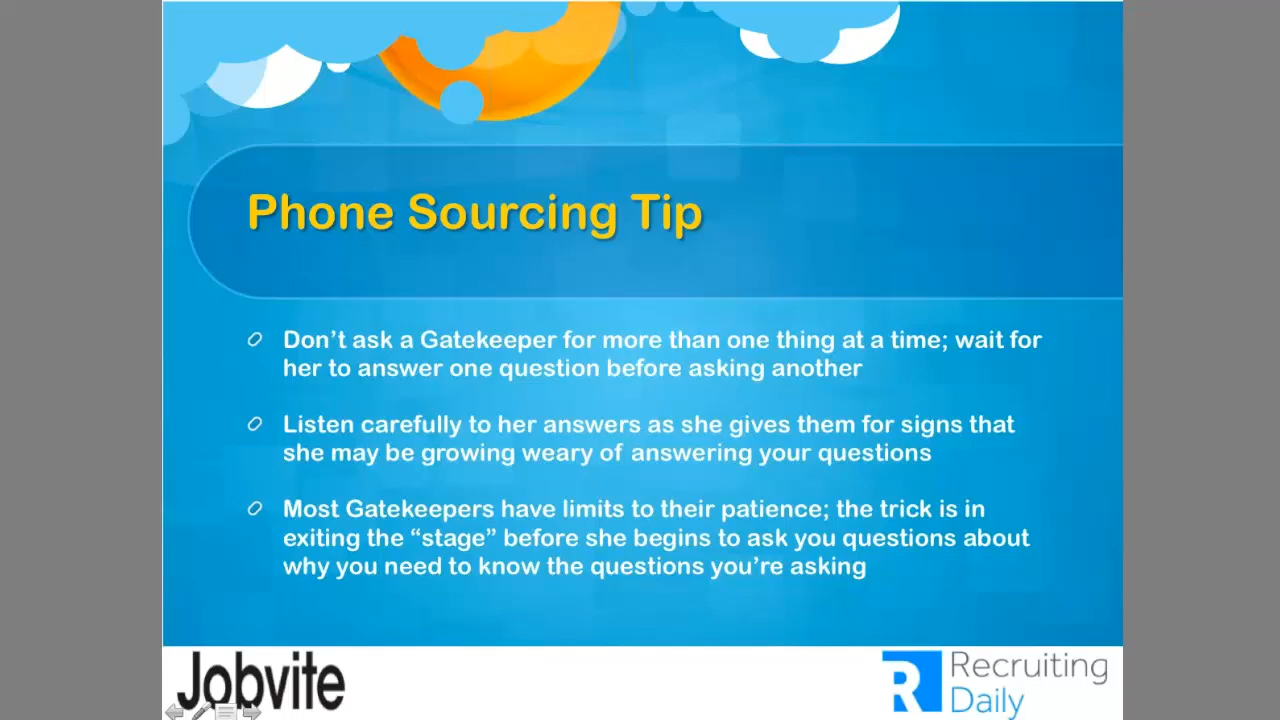 Phone Sourcing Tip
Don’t ask a Gatekeeper for more than one thing at a time; wait for
her to answer one question before asking another
Listen carefully to her answers as she gives them for signs that
she may be growing weary of answering your questions
Most Gatekeepers have limits to their patience; the trick is in
exiting the “stage” before she begins to ask you questions about
why you need to know the questions you’re asking
Jobvite
R Recruiting
Daily